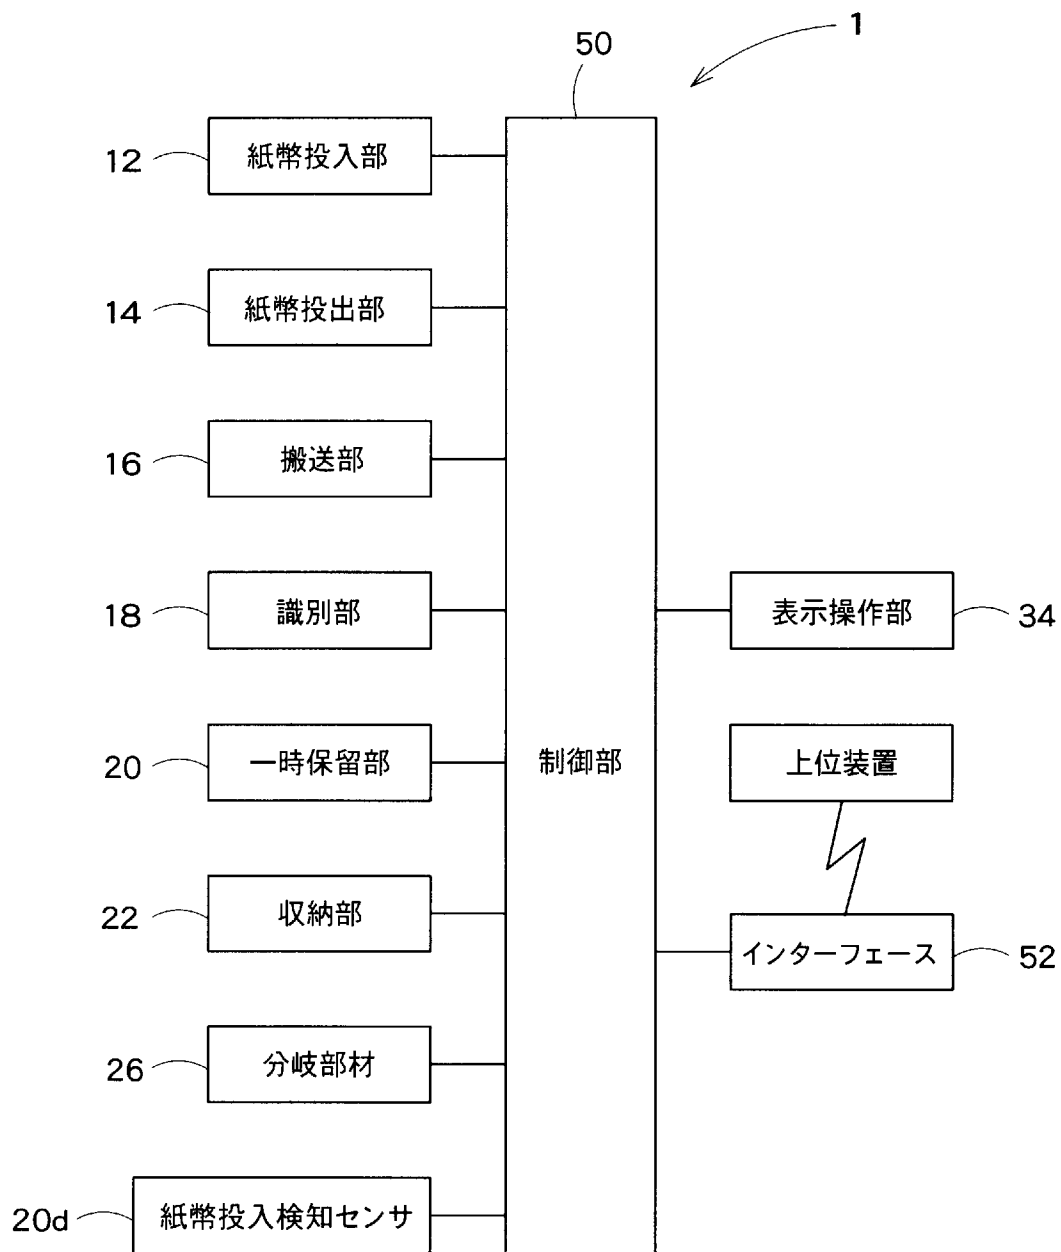 1
50
12 紙幣投入部
14 紙幣投出部
16 搬送部
18 識別部
表示操作部 34
20 一時保留部
制御部
上位装置
22 収納部
インターフェース 52
26 分岐部材
20d 紙幣投入検知センサ